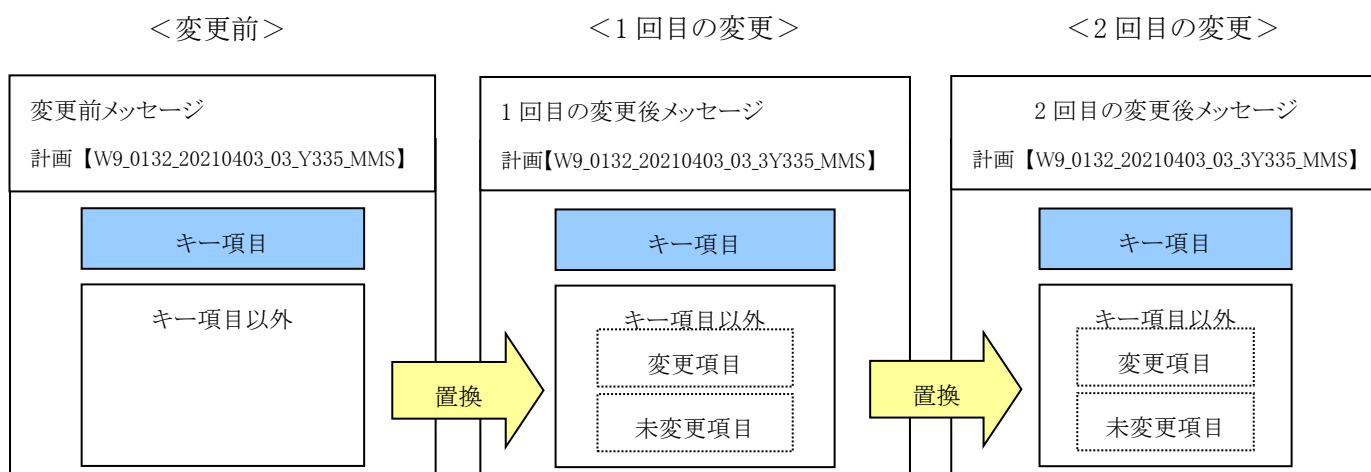 ＜変更前＞
＜1 回目の変更＞
＜2 回目の変更＞
変更前メッセージ
計画【W9_0132_20210403_03_Y335_MMS】
キー項目
キー項目以外
1 回目の変更後メッセージ
計画【W9_0132_20210403_03_3Y335_MMS】
キー項目
キー項目以外
変更項目
未変更項目
置換
2 回目の変更後メッセージ
計画【W9_0132_20210403_03_3Y335_MMS】
キー項目
キー項目以外
変更項目
未変更項目
置換